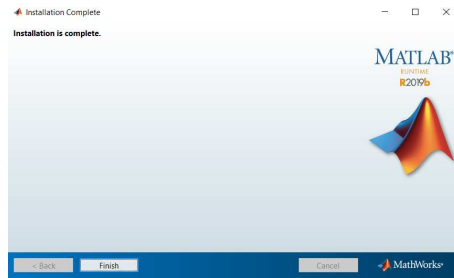 Installation Complete
Installation is complete.
MATLAB®
RUNTIME
R2019b
< Back
Finish
Cancel
MathWorks®